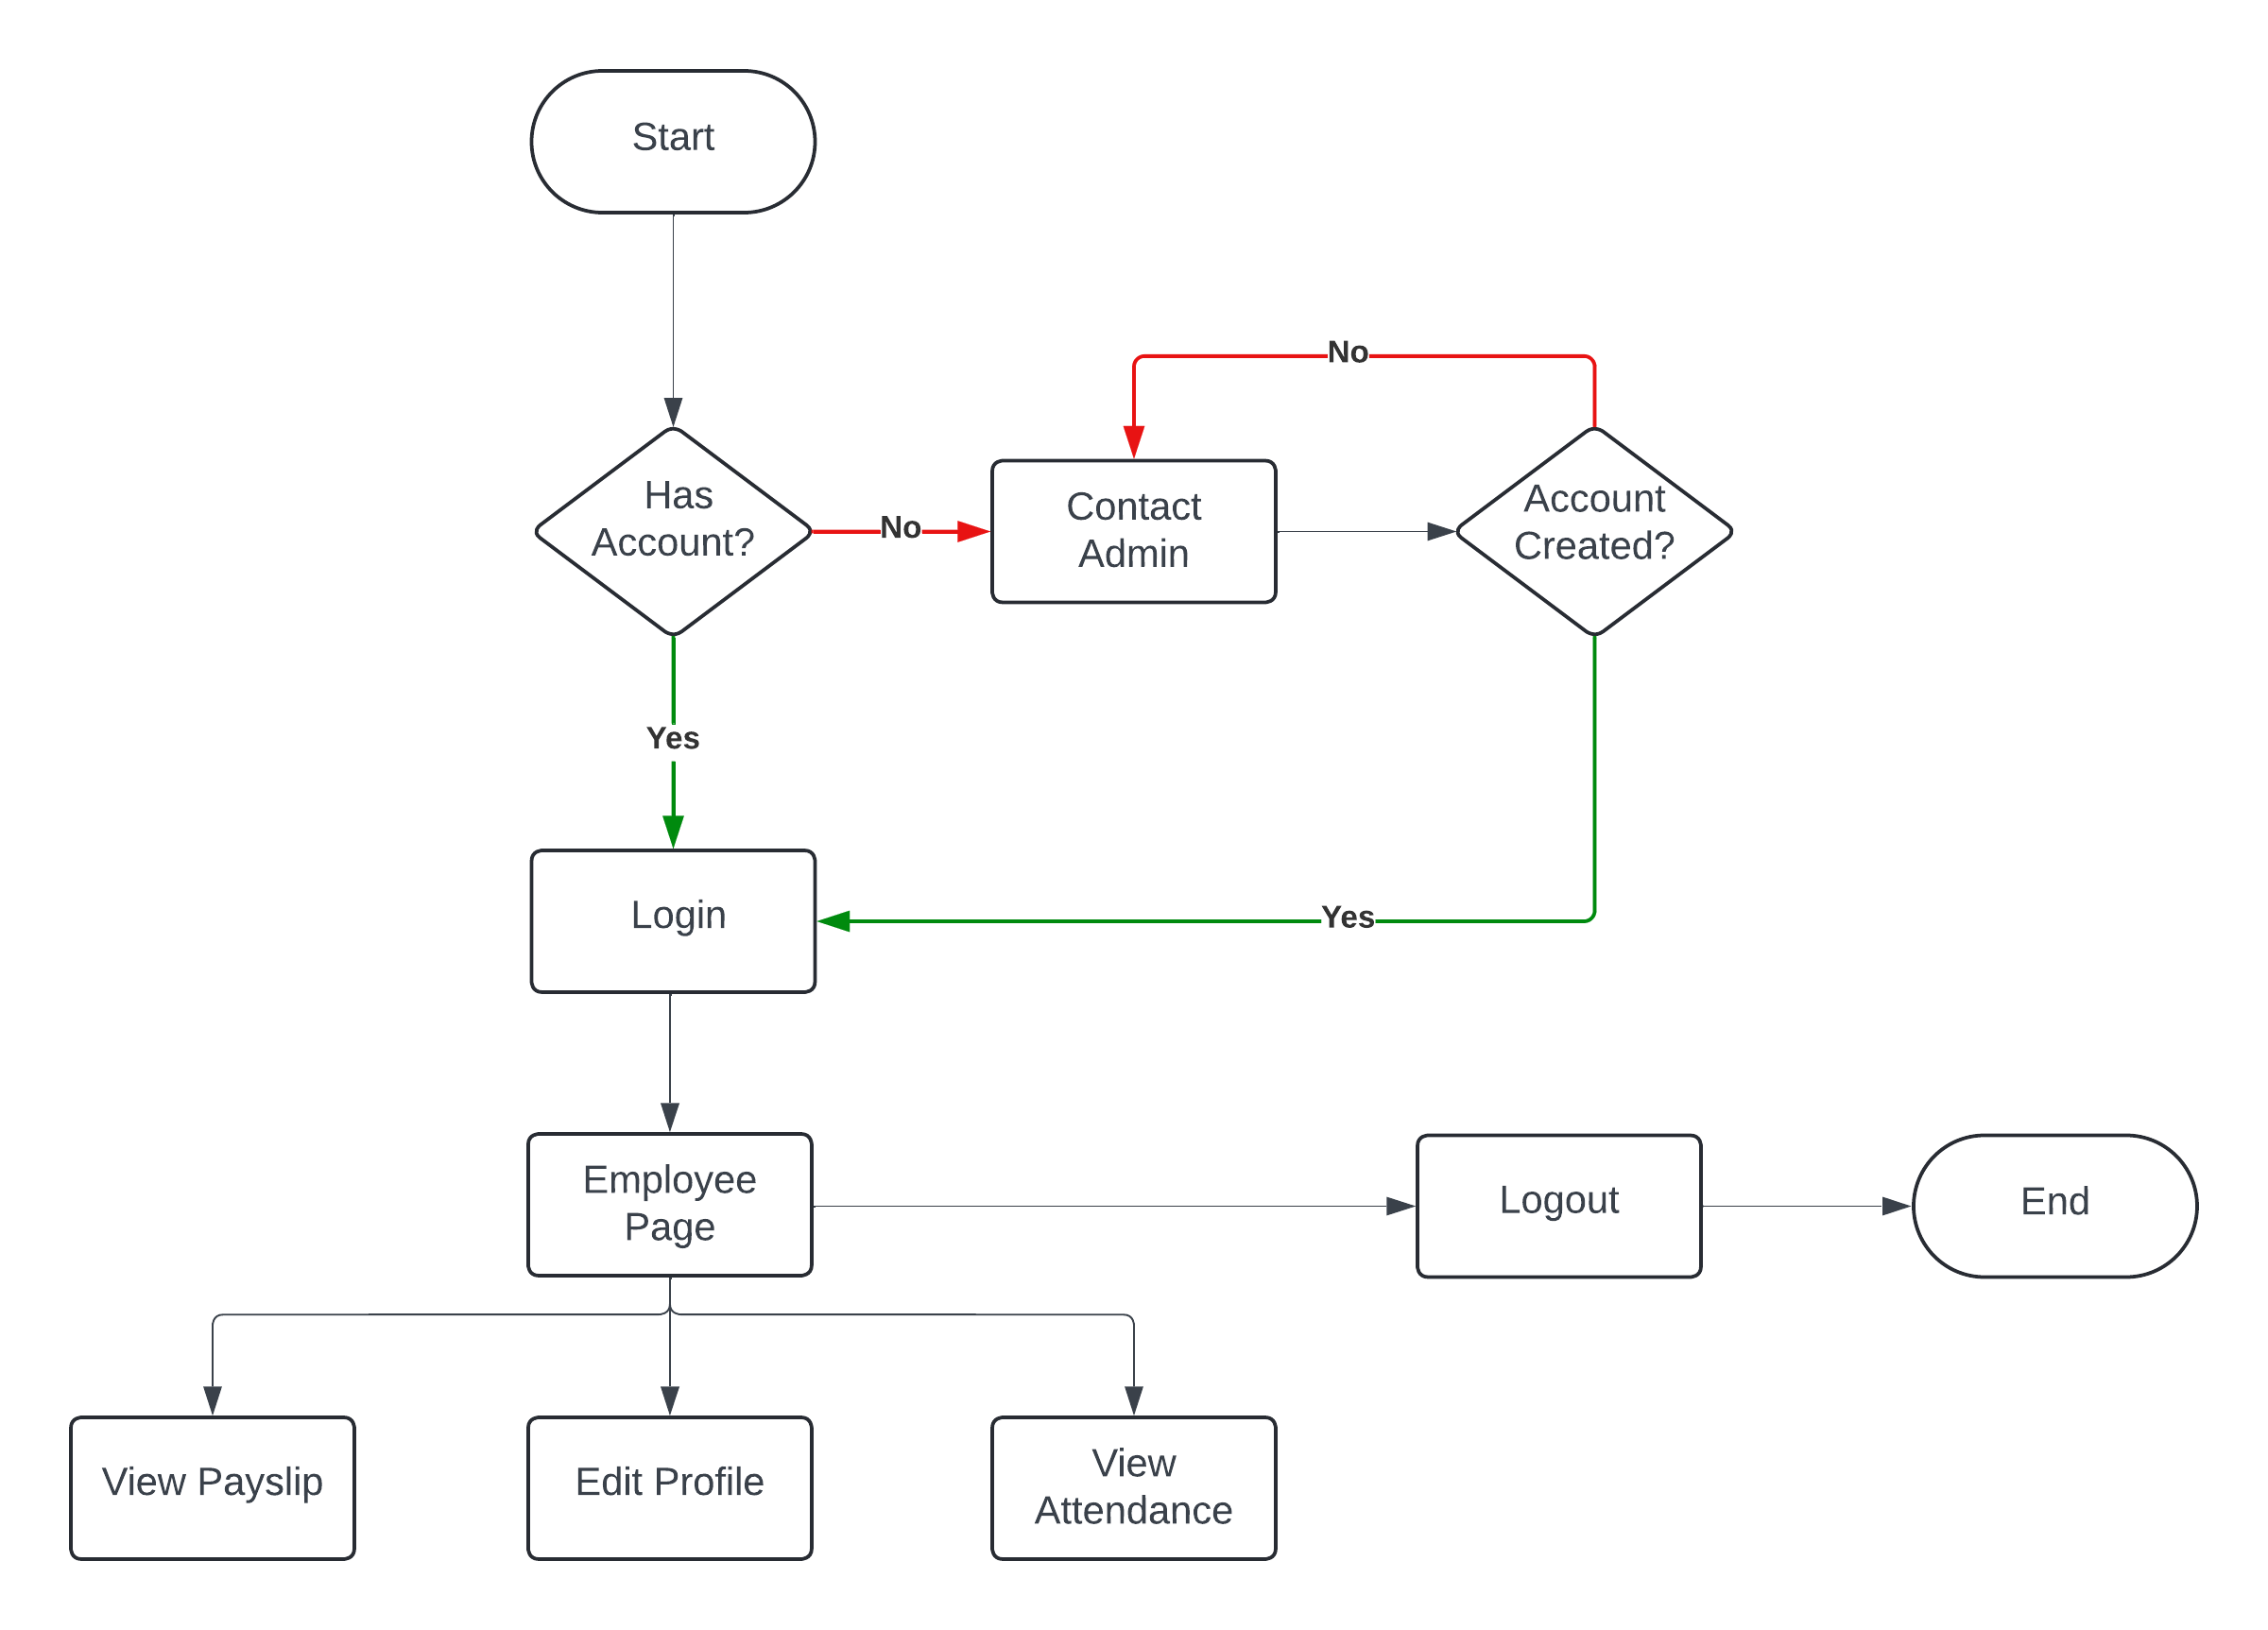 Start
No
Has
Account?
No
Contact
Admin
Account
Created?
Yes
Login
Yes
Employee
Page
Logout
End
View Payslip
Edit Profile
View
Attendance